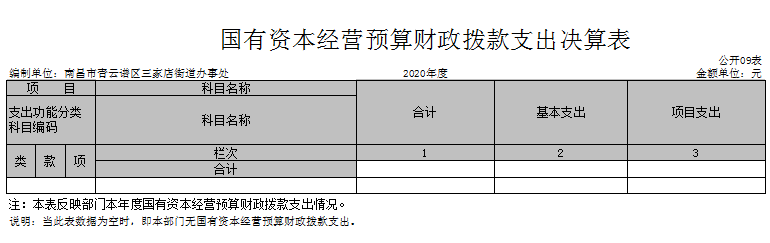 国有资本经营预算财政拨款支出决算表
公开09表
编制单位：南昌市青云谱区三家店街道办事处 2020年度 金额单位：元
项 目 科目名称
支出功能分类科目编码 科目名称 合计 基本支出 项目支出
类 款 项 栏次 1 2 3
合计
注：本表反映部门本年度国有资本经营预算财政拨款支出情况。
说明：当此表数据为空时，即本部门无国有资本经营预算财政拨款支出。